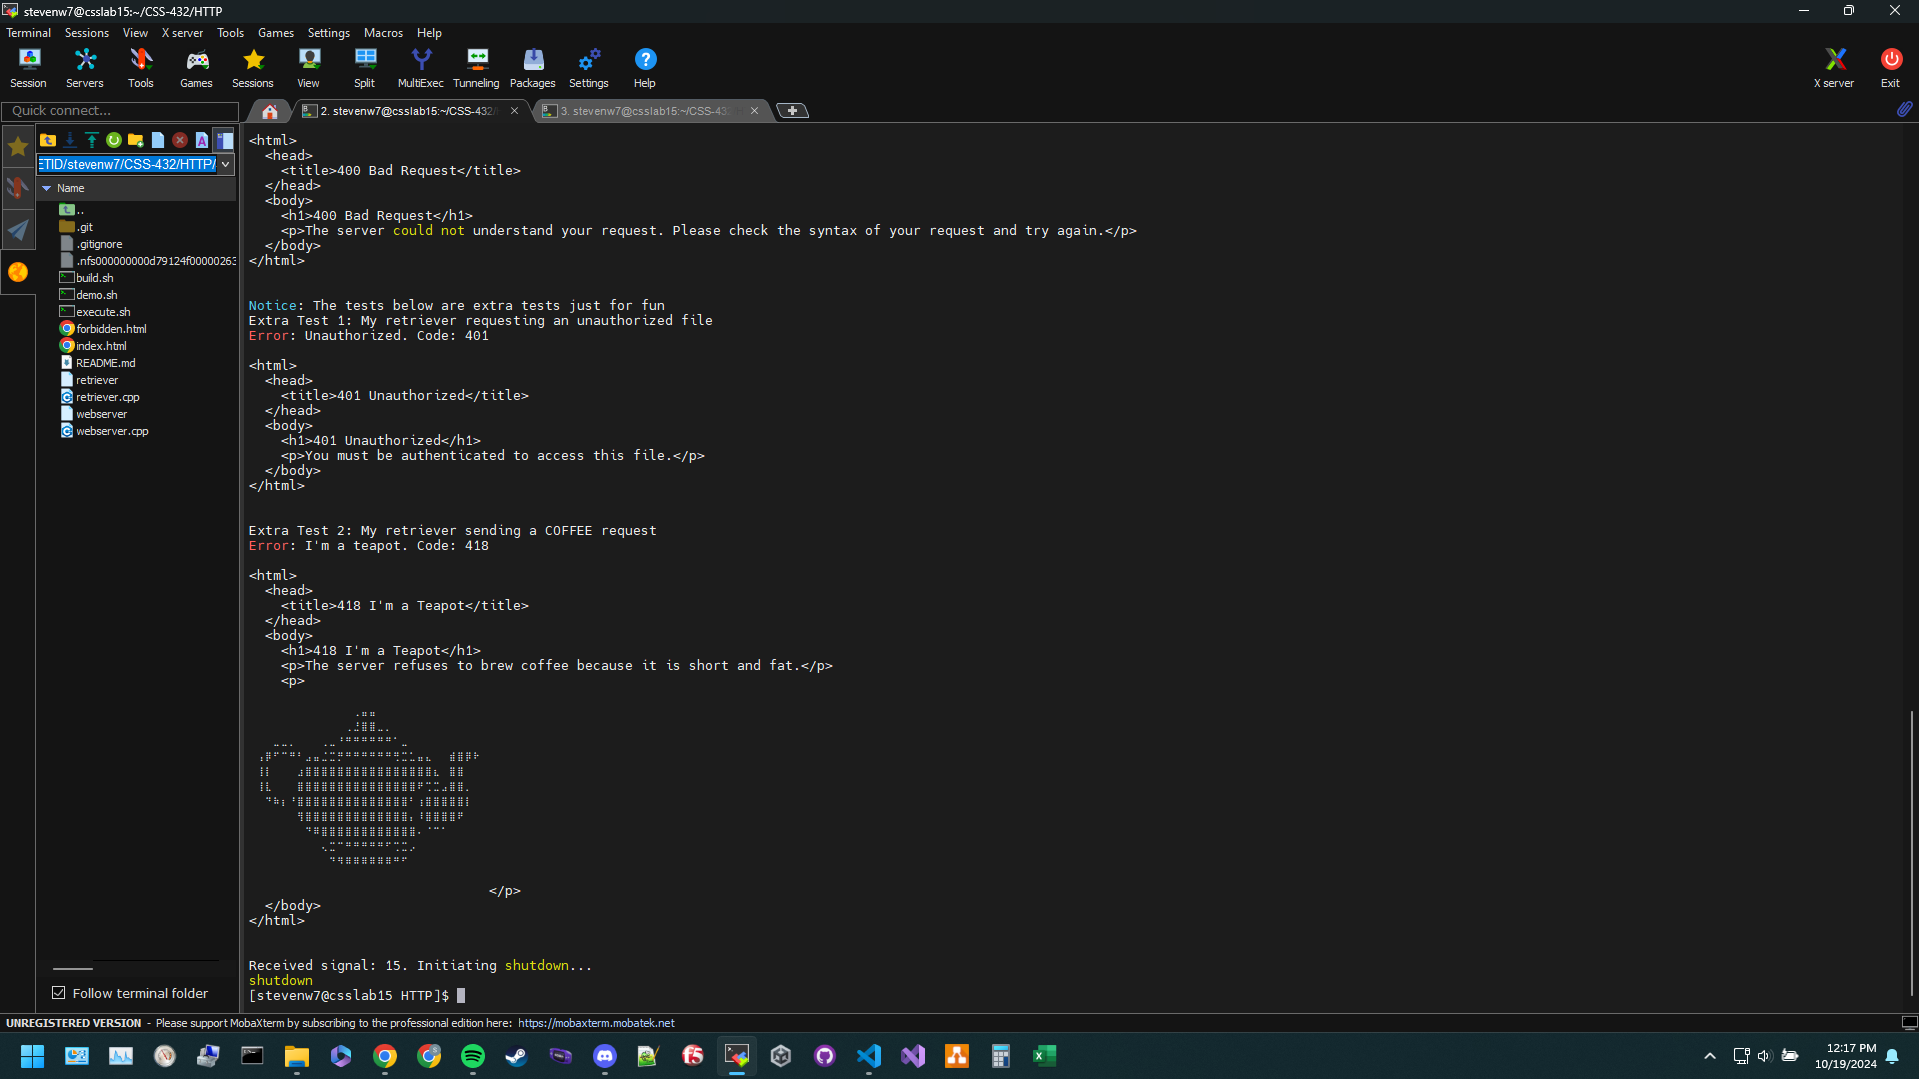 stevenw7@csslab15:~/CSS-432/HTTP
Terminal Sessions View X server Tools Games Settings Macros Help
Session Servers Tools Games Sessions View Split MultiExec Tunneling Packages Settings Help X server Exit
Quick connect...
2. stevenw7@csslab15:~/CSS-432/
3. stevenw7@csslab15:~/CSS-432
ETID/stevenw7/CSS-432/HTTP/
Name
..
.git
.gitignore
.nfs000000000d79124f00000263
build.sh
demo.sh
execute.sh
forbidden.html
index.html
README.md
retriever
retriever.cpp
webserver
webserver.cpp
Follow terminal folder
<html>
  <head>
    <title>400 Bad Request</title>
  </head>
  <body>
    <h1>400 Bad Request</h1>
    <p>The server could not understand your request. Please check the syntax of your request and try again.</p>
  </body>
</html>
Notice: The tests below are extra tests just for fun
Extra Test 1: My retriever requesting an unauthorized file
Error: Unauthorized. Code: 401
<html>
  <head>
    <title>401 Unauthorized</title>
  </head>
  <body>
    <h1>401 Unauthorized</h1>
    <p>You must be authenticated to access this file.</p>
  </body>
</html>
Extra Test 2: My retriever sending a COFFEE request
Error: I'm a teapot. Code: 418
<html>
  <head>
    <title>418 I'm a Teapot</title>
  </head>
  <body>
    <h1>418 I'm a Teapot</h1>
    <p>The server refuses to brew coffee because it is short and fat.</p>
    <p>
</p>
  </body>
</html>
Received signal: 15. Initiating shutdown...
shutdown
[stevenw7@csslab15 HTTP]$
UNREGISTERED VERSION - Please support MobaXterm by subscribing to the professional edition here: https://mobaxterm.mobatek.net
12:17 PM
10/19/2024